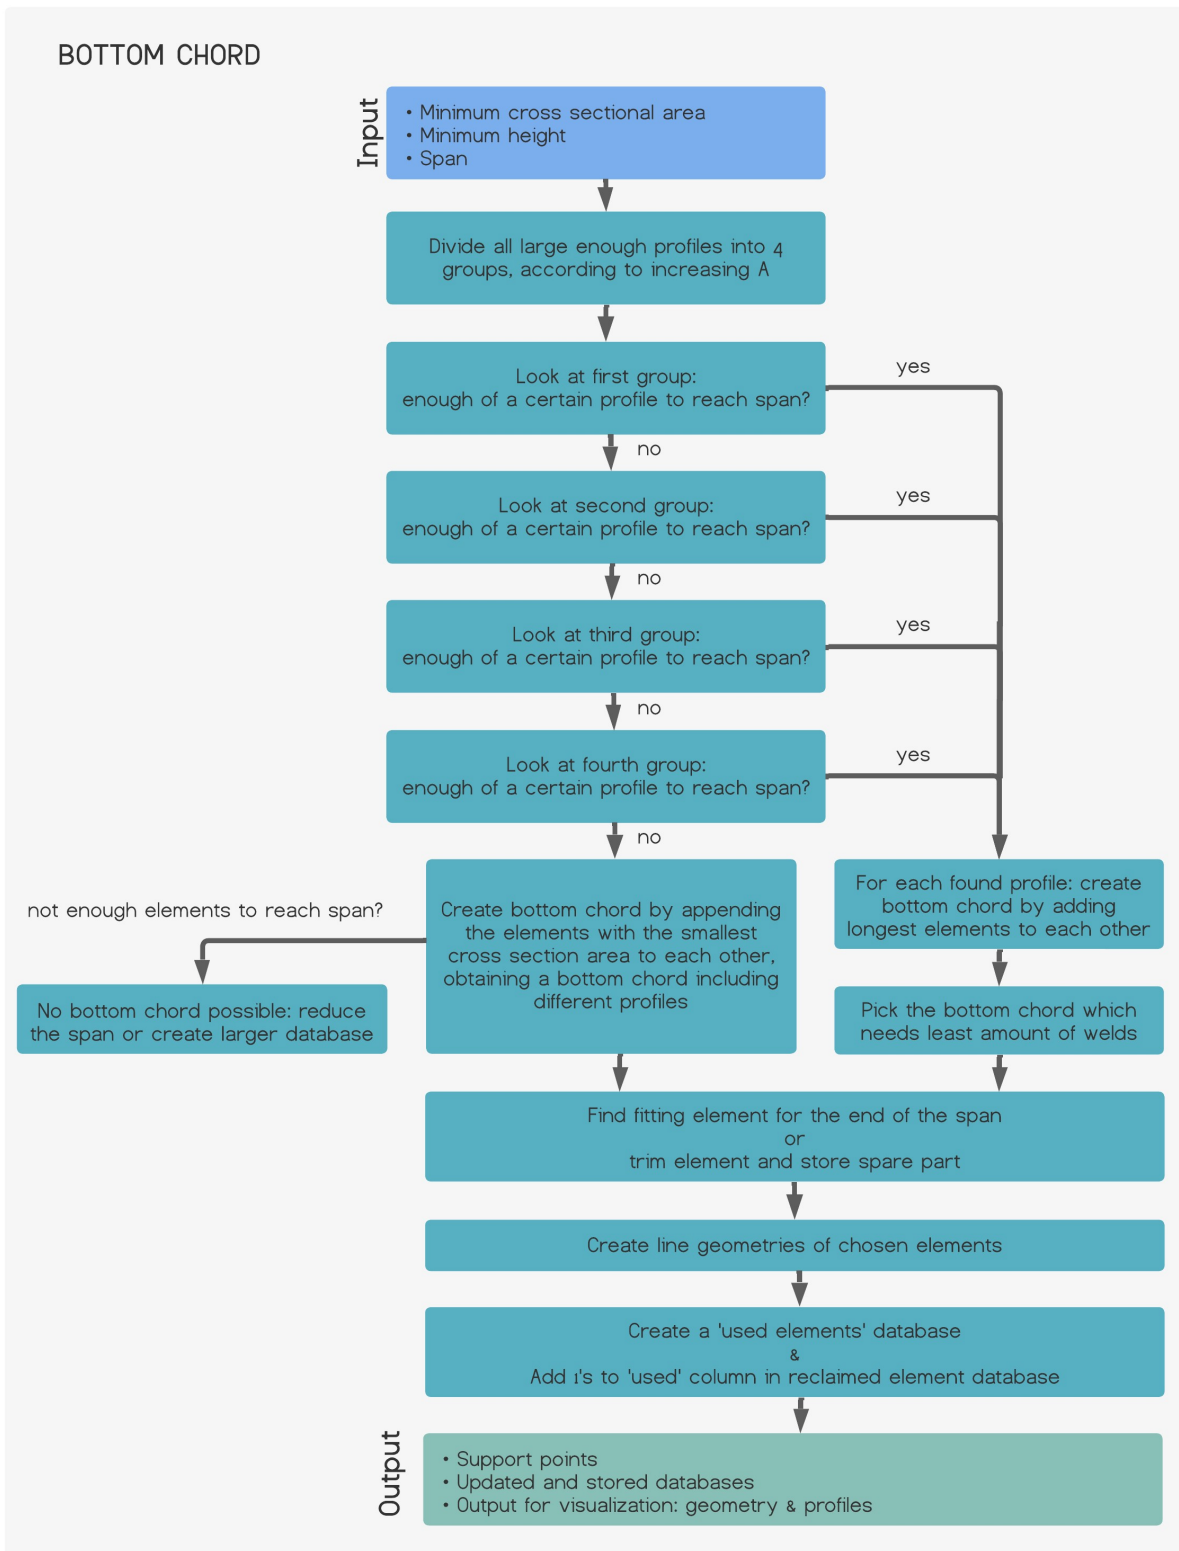 BOTTOM CHORD
Input
• Minimum cross sectional area
• Minimum height
• Span
Divide all large enough profiles into 4
groups, according to increasing A
Look at first group:
enough of a certain profile to reach span?
yes
no
Look at second group:
enough of a certain profile to reach span?
yes
no
Look at third group:
enough of a certain profile to reach span?
yes
no
Look at fourth group:
enough of a certain profile to reach span?
yes
no
not enough elements to reach span?
No bottom chord possible: reduce
the span or create larger database
Create bottom chord by appending
the elements with the smallest
cross section area to each other,
obtaining a bottom chord including
different profiles
For each found profile: create
bottom chord by adding
longest elements to each other
Pick the bottom chord which
needs least amount of welds
Find fitting element for the end of the span
or
trim element and store spare part
Create line geometries of chosen elements
Create a 'used elements' database
&
Add 1's to 'used' column in reclaimed element database
Output
• Support points
• Updated and stored databases
• Output for visualization: geometry & profiles